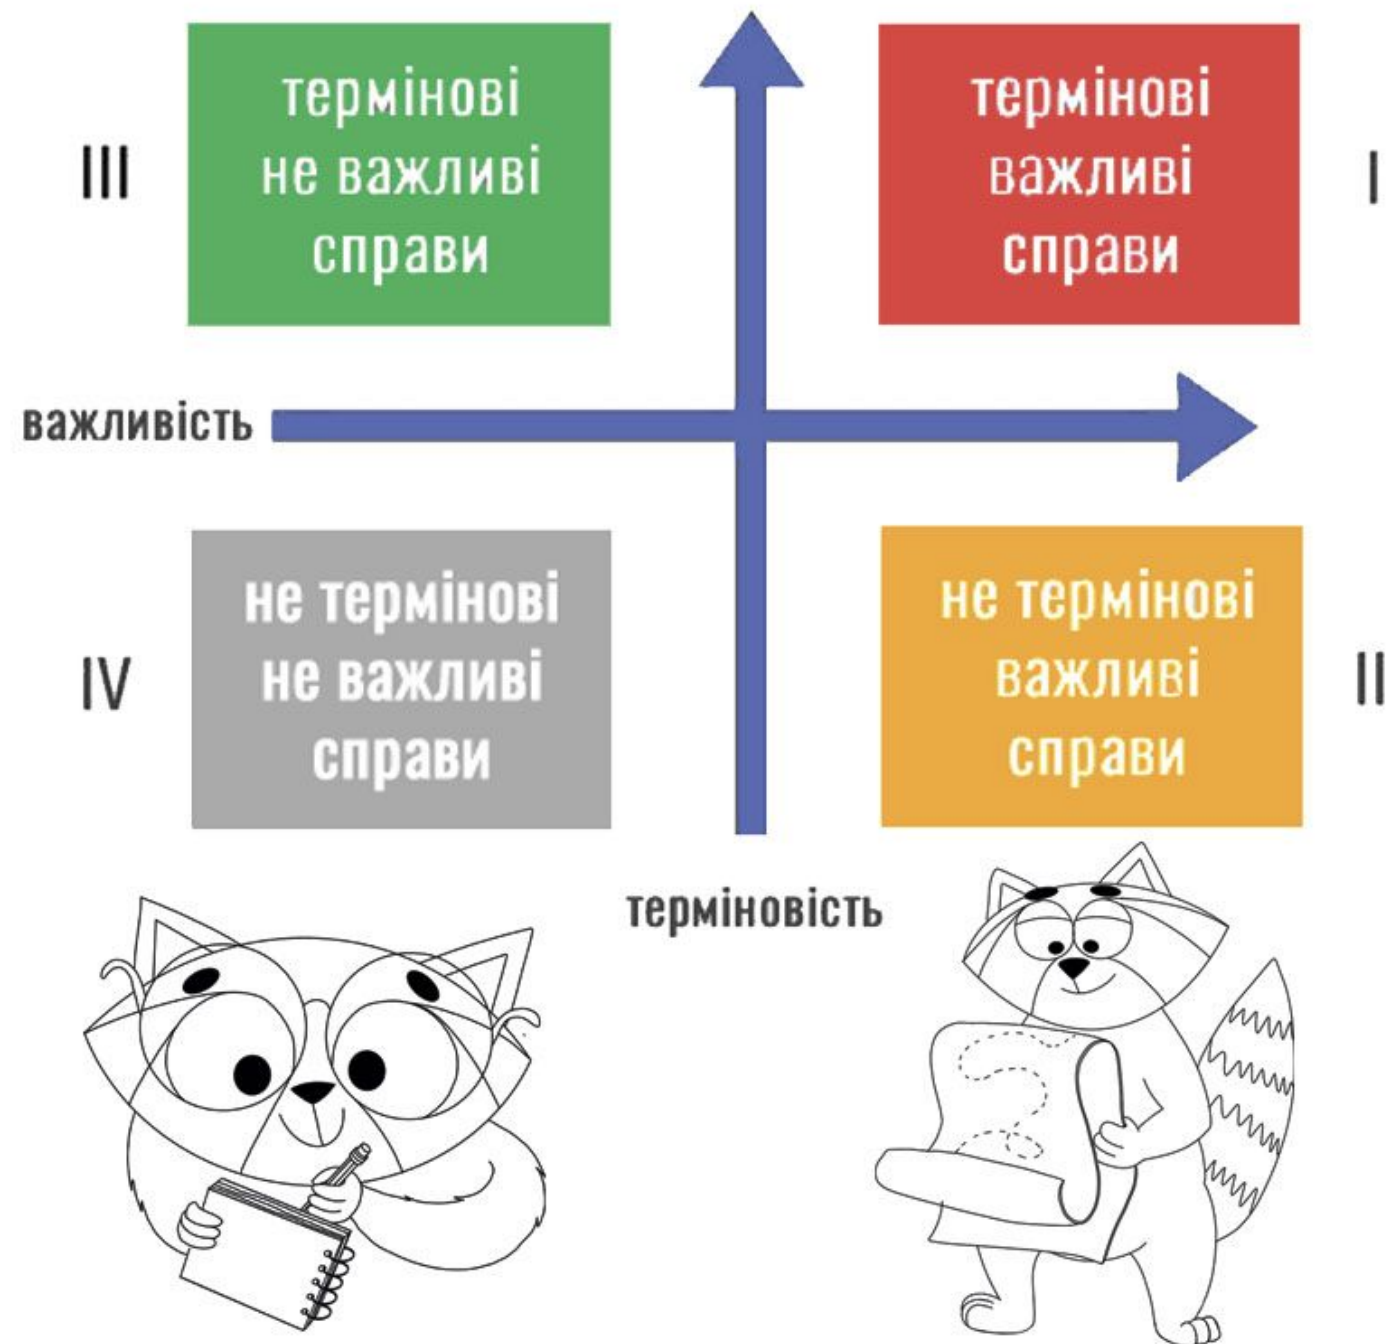 термінові
не важливі
справи
III
термінові
важливі
справи
I
важливість
не термінові
не важливі
справи
IV
не термінові
важливі
справи
II
терміновість